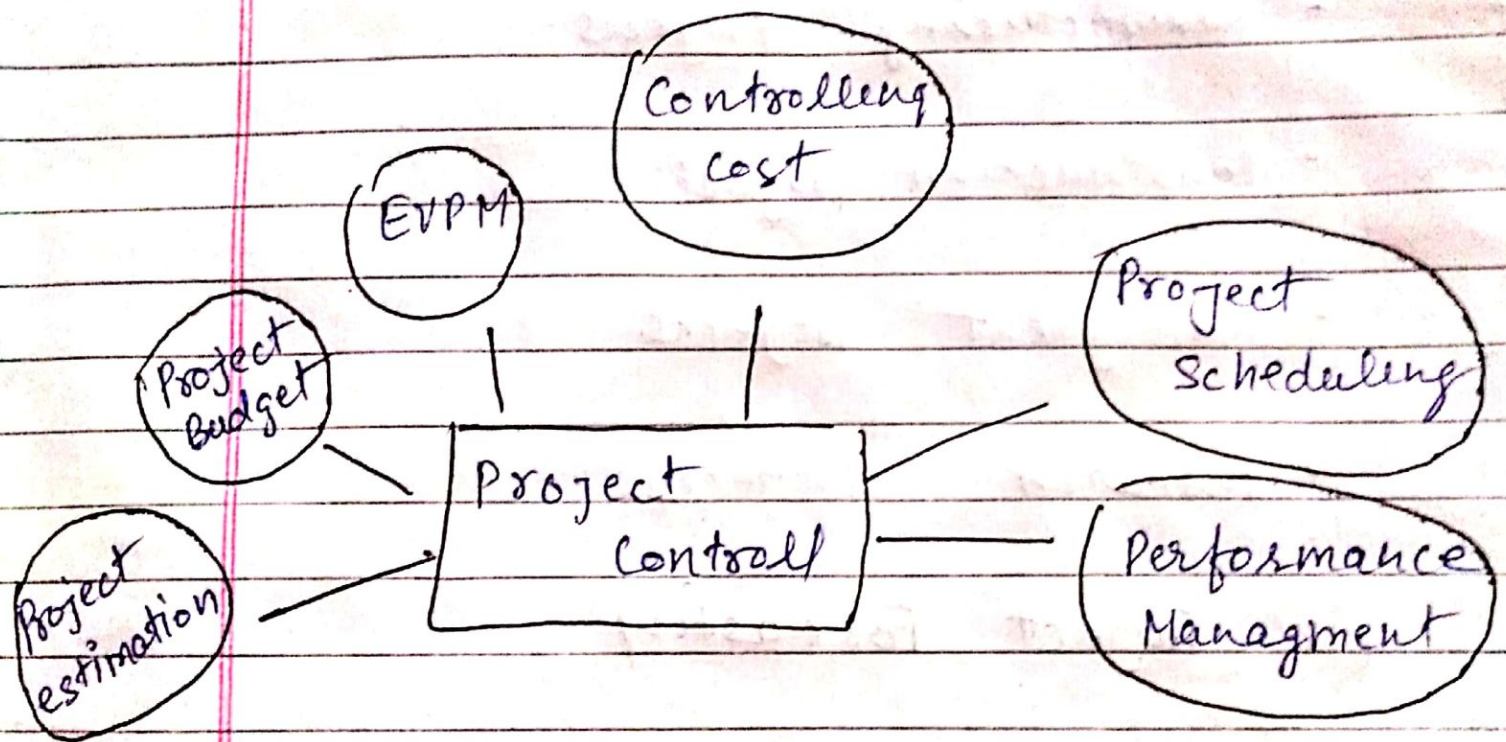 Controlling
cost
EVPM
Project
Scheduling
Project
Budget
Project
Controll
Performance
Managment
Project
estimation